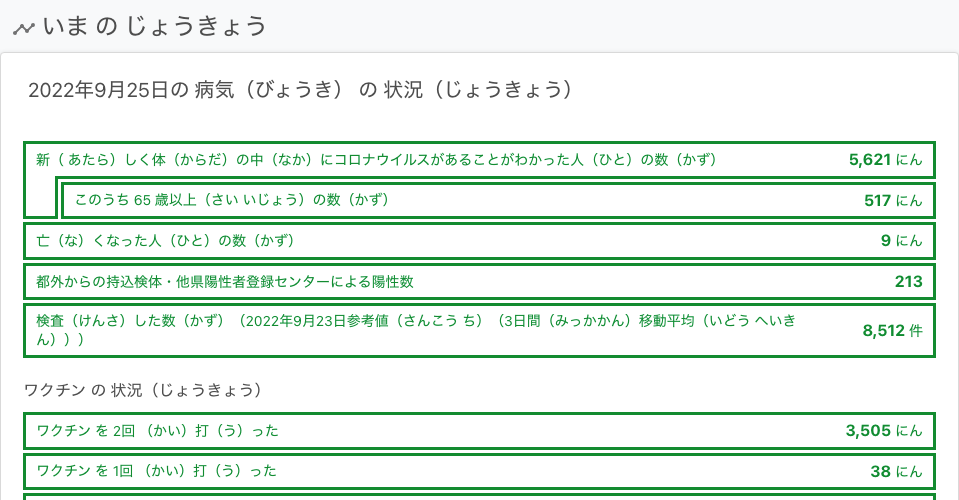 いま の じょうきょう
2022年9月25日の 病気（びょうき） の 状況（じょうきょう）
新（ あたら）しく体（からだ）の中（なか）にコロナウイルスがあることがわかった人（ひと）の数（かず） 5,621 にん
このうち 65 歳以上（さい いじょう）の数（かず） 517 にん
亡（な）くなった人（ひと）の数（かず） 9 にん
都外からの持込検体・他県陽性者登録センターによる陽性数 213
検査（けんさ）した数（かず）（2022年9月23日参考値（さんこう ち）（3日間（みっかかん）移動平均（いどう へいき
ん））） 8,512 件
ワクチン の 状況（じょうきょう）
ワクチン を 2回 （かい）打（う）った 3,505 にん
ワクチン を 1回 （かい）打（う）った 38 にん